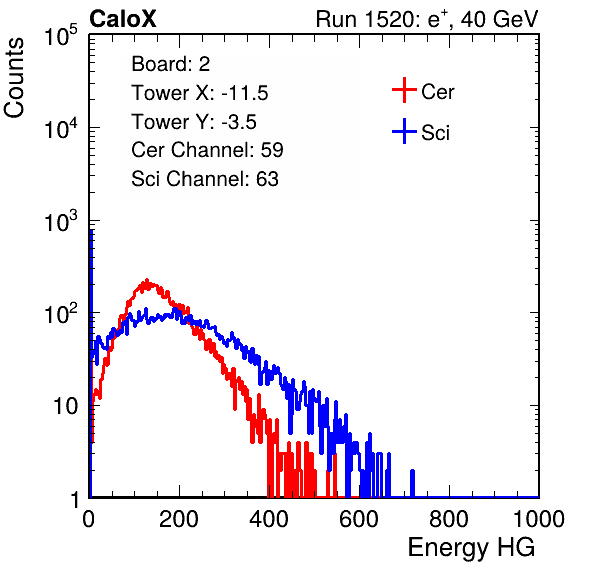 CaloX Run 1520: e⁺, 40 GeV
Counts
10⁵
10⁴
10³
10²
10
1
Board: 2
Tower X: -11.5
Tower Y: -3.5
Cer Channel: 59
Sci Channel: 63
Cer
Sci
0 200 400 600 800 1000
Energy HG